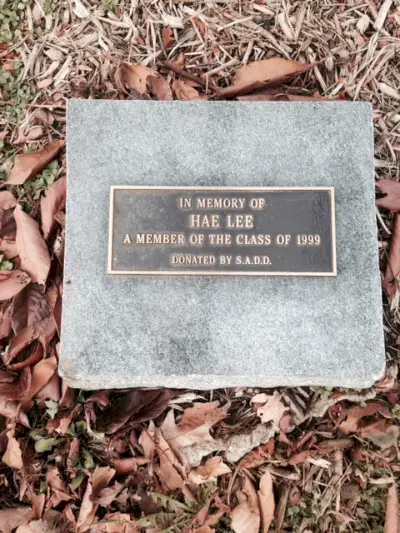 IN MEMORY OF
HAE LEE
A MEMBER OF THE CLASS OF 1999
DONATED BY S.A.D.D.